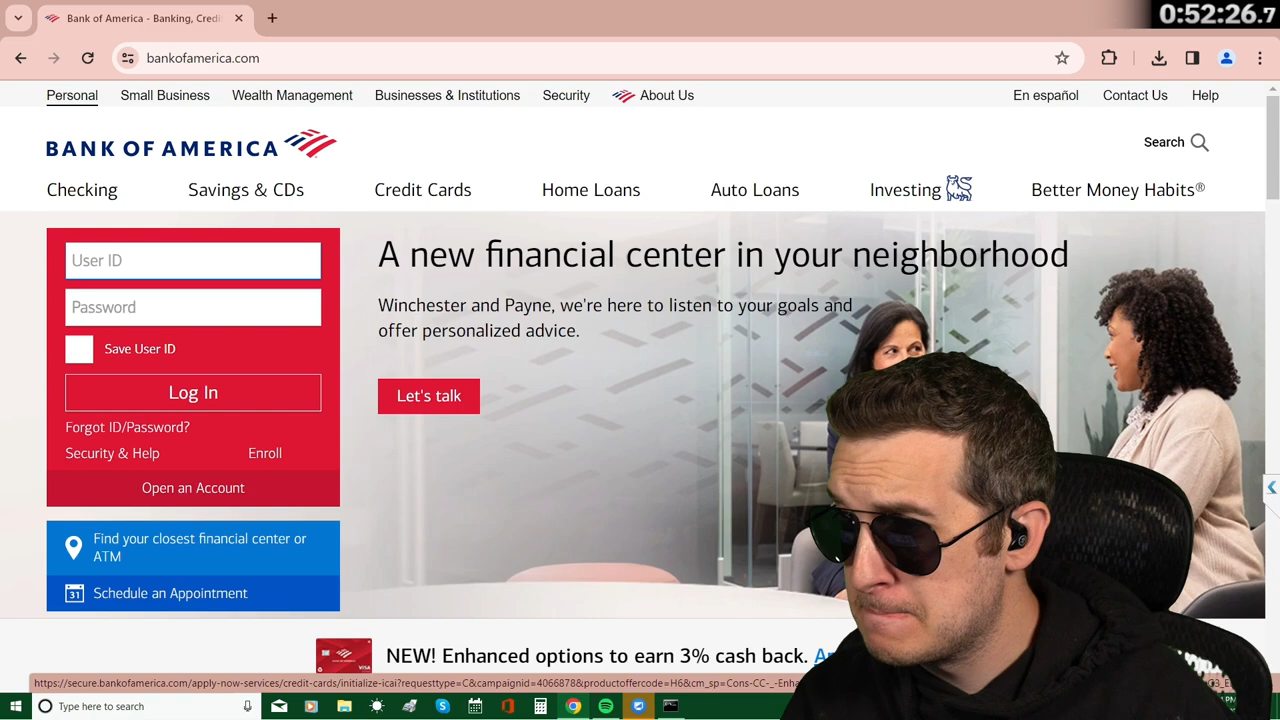 0:52:26.7
Bank of America - Banking, Credi
bankofamerica.com
Personal Small Business Wealth Management Businesses & Institutions Security About Us En español Contact Us Help
BANK OF AMERICA
Search
Checking Savings & CDs Credit Cards Home Loans Auto Loans Investing Better Money Habits®
User ID
Password
Save User ID
Log In
Forgot ID/Password?
Security & Help Enroll
Open an Account
Find your closest financial center or
ATM
31 Schedule an Appointment
A new financial center in your neighborhood
Winchester and Payne, we're here to listen to your goals and
offer personalized advice.
Let's talk
NEW! Enhanced options to earn 3% cash back.
https://secure.bankofamerica.com/apply-now-services/credit-cards/initialize-icai?requesttype=C&campaignid=4066878&productoffercode=H6&cm_sp=Cons-CC-_-Enha
Type here to search